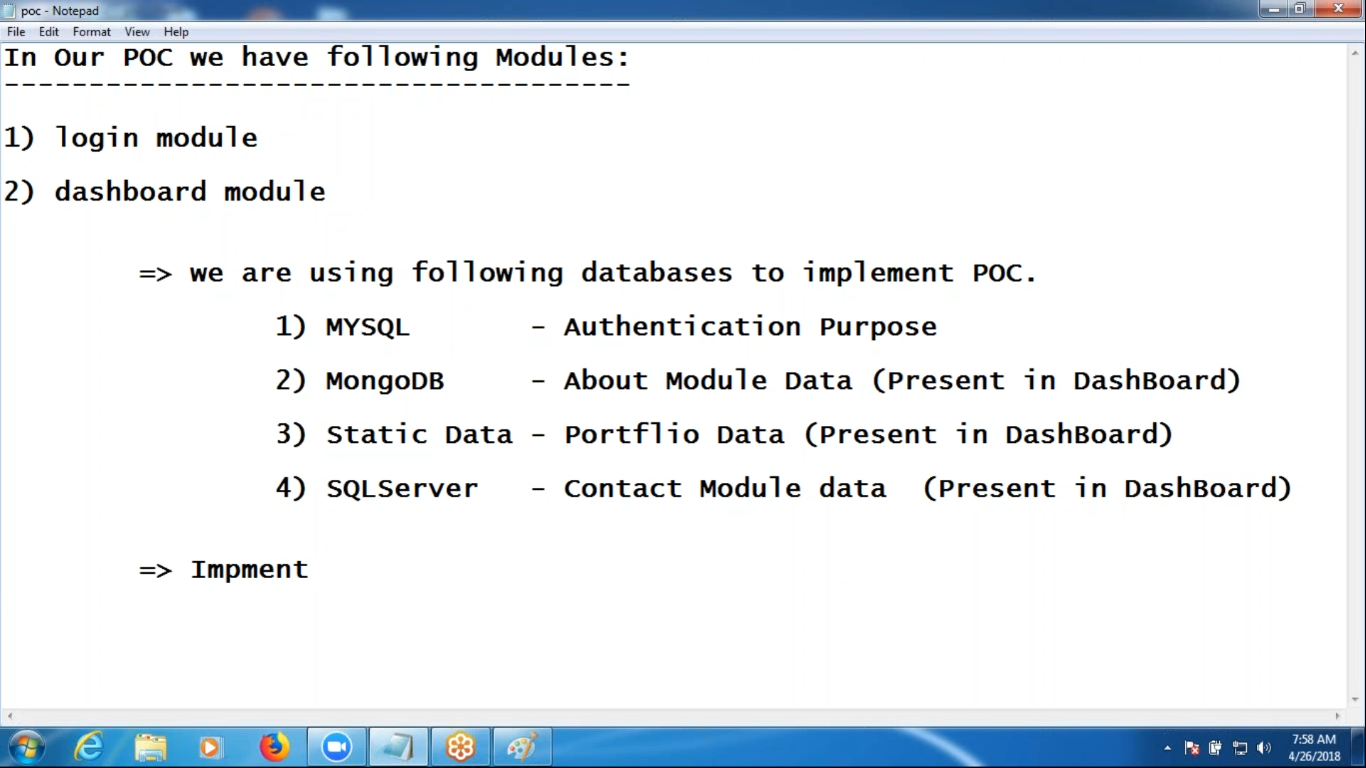 poc - Notepad
File Edit Format View Help
In Our POC we have following Modules:
-------------------------------------
1) login module
2) dashboard module
=> we are using following databases to implement POC.
1) MYSQL - Authentication Purpose
2) MongoDB - About Module Data (Present in DashBoard)
3) Static Data - Portflio Data (Present in DashBoard)
4) SQLServer - Contact Module data (Present in DashBoard)
=> Impment
7:58 AM
4/26/2018